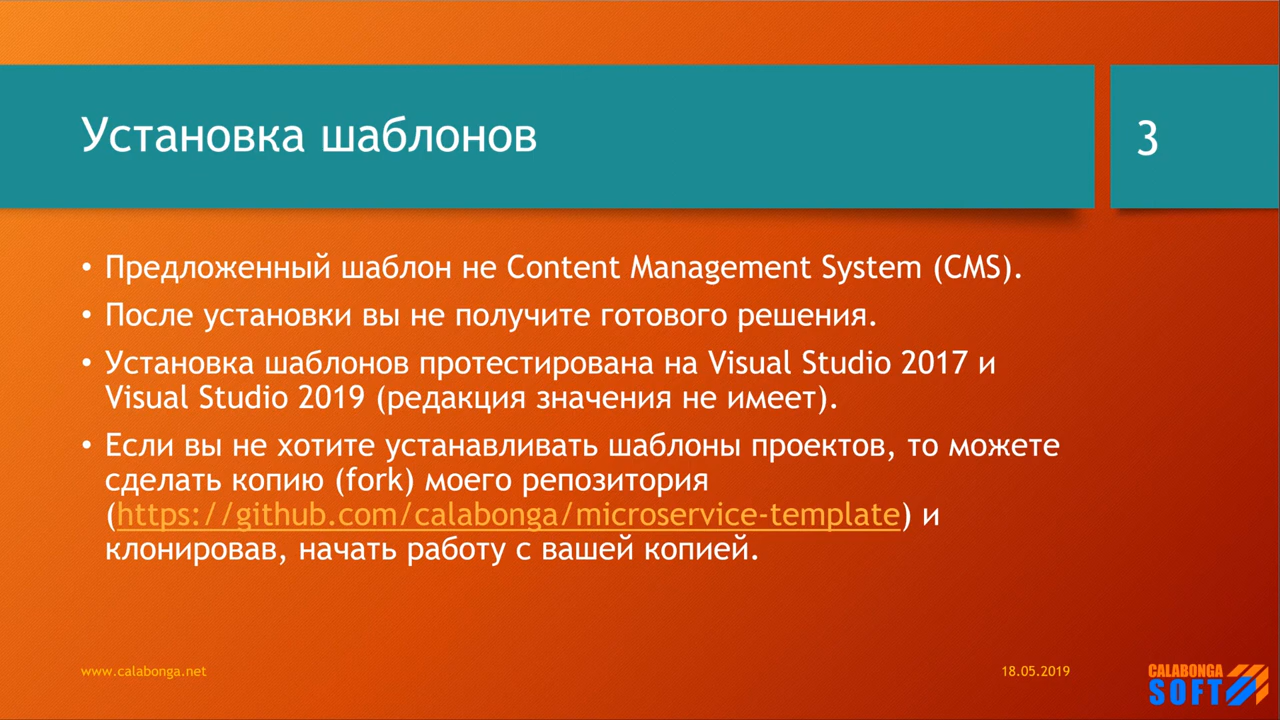 Установка шаблонов
3
• Предложенный шаблон не Content Management System (CMS).
• После установки вы не получите готового решения.
• Установка шаблонов протестирована на Visual Studio 2017 и
Visual Studio 2019 (редакция значения не имеет).
• Если вы не хотите устанавливать шаблоны проектов, то можете
сделать копию (fork) моего репозитория
(https://github.com/calabonga/microservice-template) и
клонировав, начать работу с вашей копией.
www.calabonga.net
18.05.2019
CALABONGA
SOFT